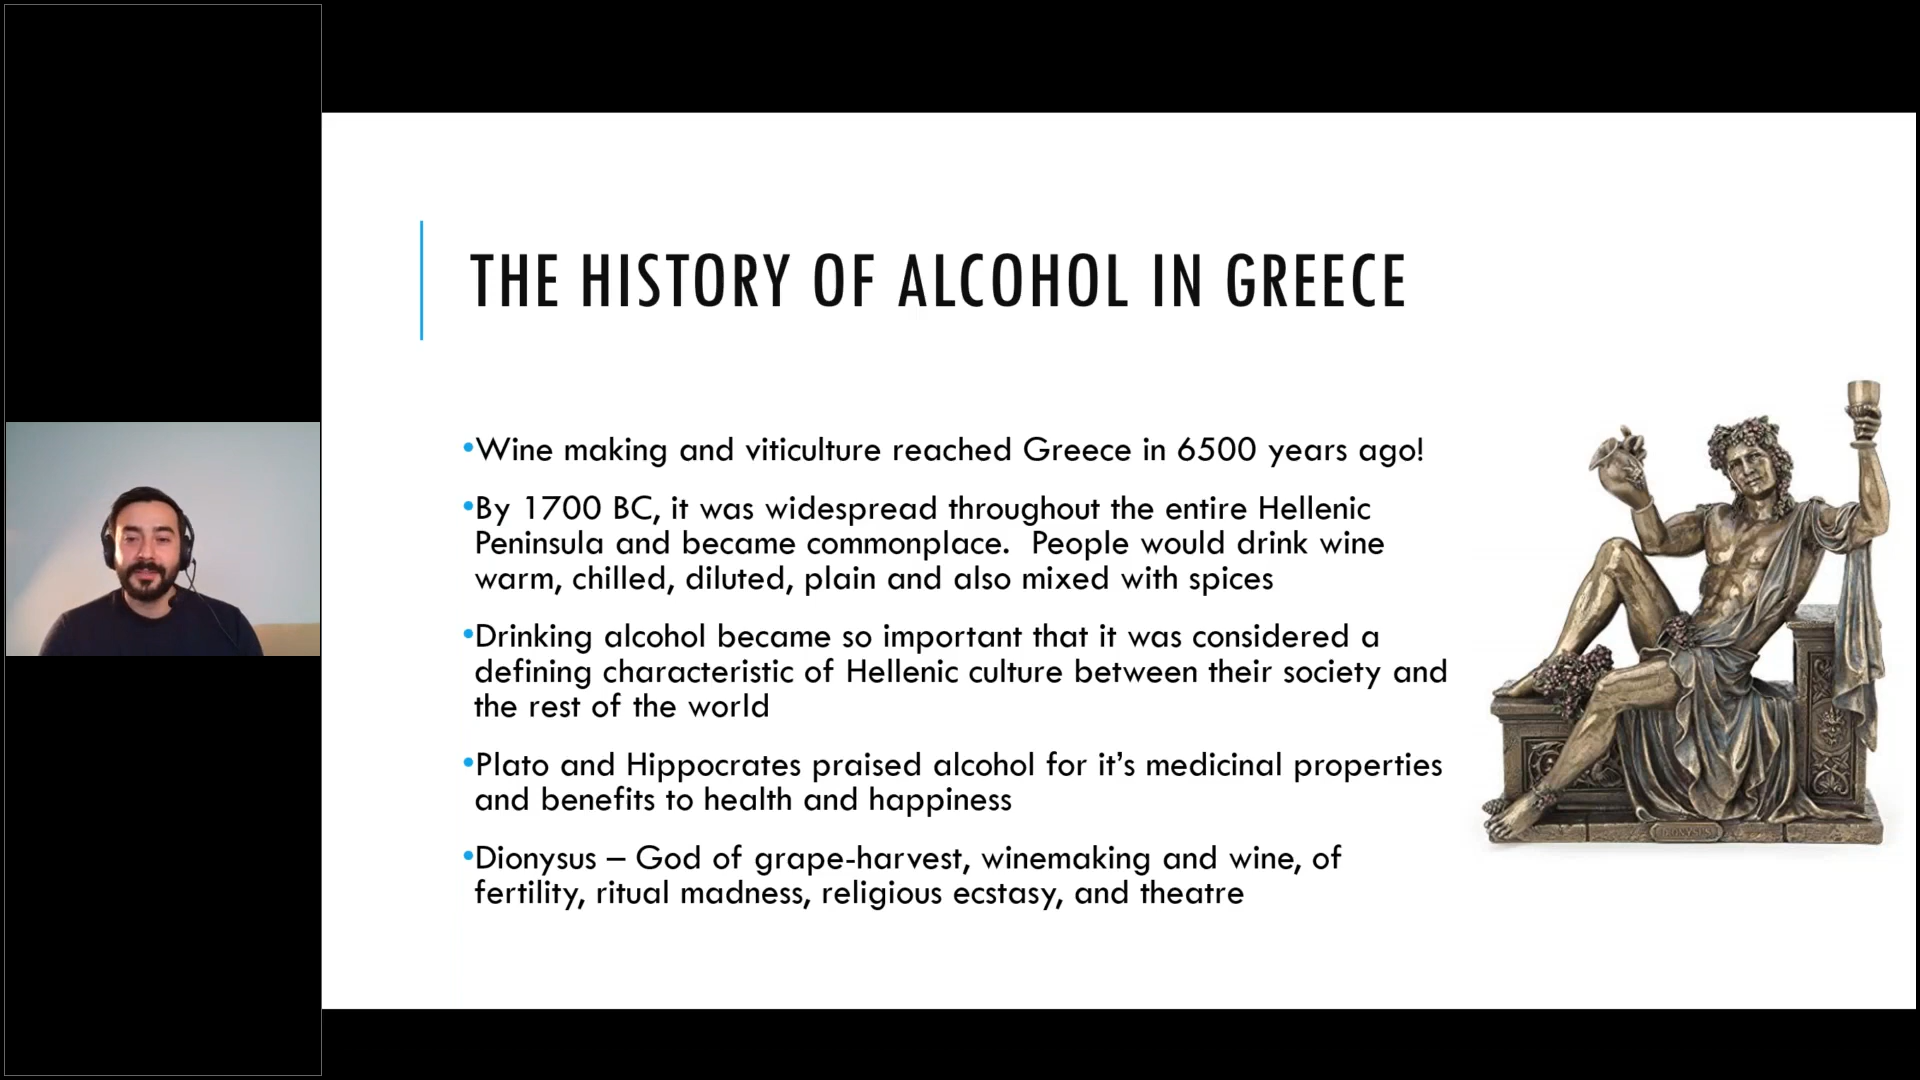 THE HISTORY OF ALCOHOL IN GREECE
•Wine making and viticulture reached Greece in 6500 years ago!
•By 1700 BC, it was widespread throughout the entire Hellenic
Peninsula and became commonplace.  People would drink wine
warm, chilled, diluted, plain and also mixed with spices
•Drinking alcohol became so important that it was considered a
defining characteristic of Hellenic culture between their society and
the rest of the world
•Plato and Hippocrates praised alcohol for it’s medicinal properties
and benefits to health and happiness
•Dionysus – God of grape-harvest, winemaking and wine, of
fertility, ritual madness, religious ecstasy, and theatre
DIONYSUS